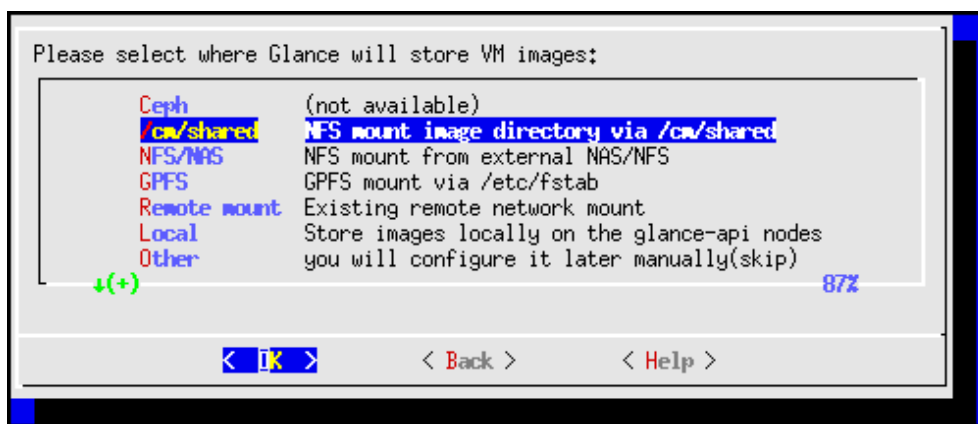 Please select where Glance will store VM images:
Ceph (not available)
/cm/shared NFS mount image directory via /cm/shared
NFS/NAS NFS mount from external NAS/NFS
GPFS GPFS mount via /etc/fstab
Remote mount Existing remote network mount
Local Store images locally on the glance-api nodes
Other you will configure it later manually(skip)
↓(+) 87%
< OK > < Back > < Help >